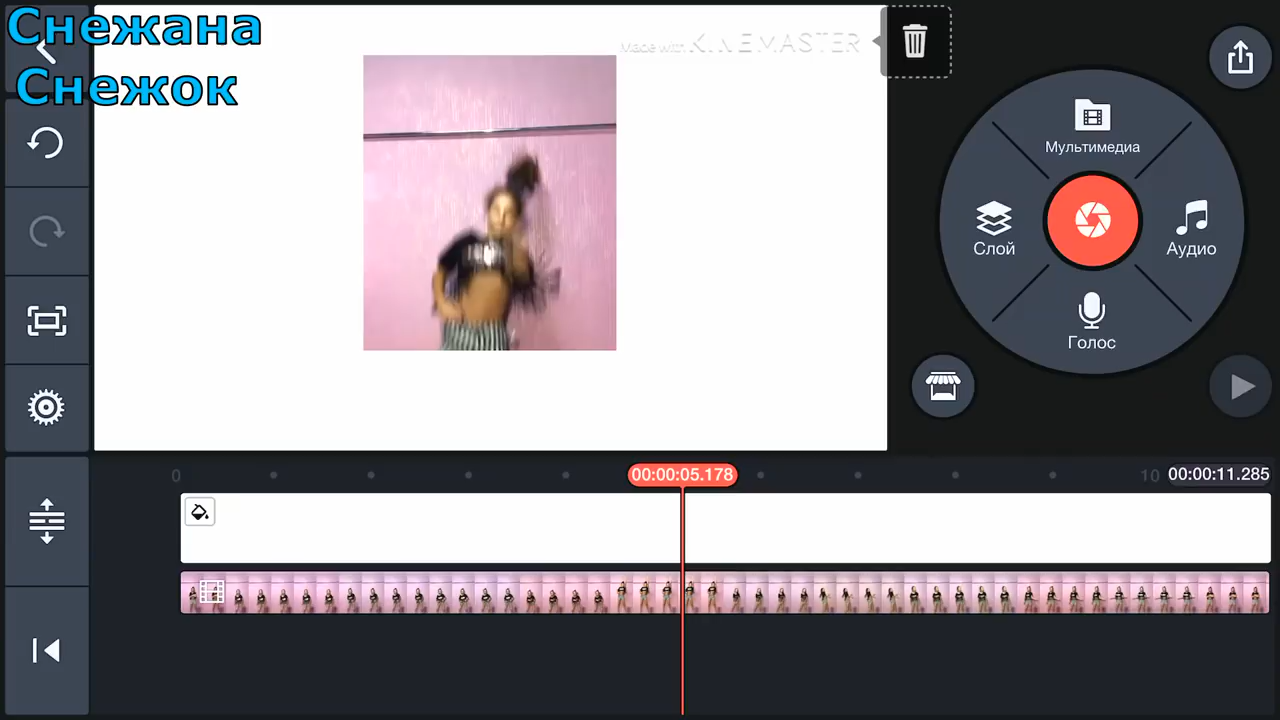 Снежана
Снежок
Made with KINEMASTER
Мультимедиа
Слой
Аудио
Голос
0
00:00:05.178
10
00:00:11.285